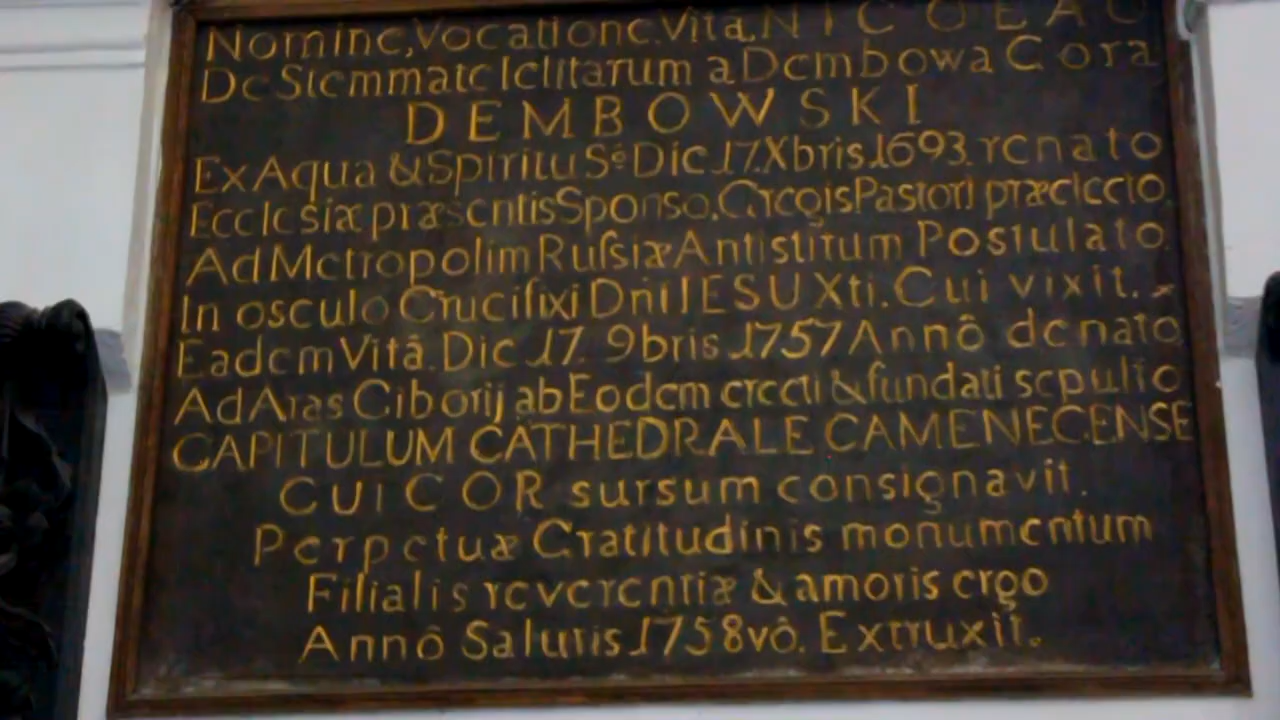 Nomine, Vocatione. Vitâ, NICOLAO
De Stemmate Iclitarum a Dembowa Gora
DEMBOWSKI
Ex Aqua & Spiritu Sº Die 17. Xbris 1693. renato
Ecclesiæ præsentis Sponso. Gregis Pastori præelecto,
Ad Metropolim Rufsiæ Antistitum Postulato
In osculo Crucifixi Dni IESU Xti. Cui vixit.
Eadem Vitâ. Die 17. 9bris 1757 Annô denato
Ad Aras Ciborij ab Eodem erecti & fundati sepulto
CAPITULUM CATHEDRALE CAMENECENSE
CUI COR sursum consignavit.
Perpetuæ Gratitudinis monumentum
Filialis reverentiæ & amoris ergo
Annô Salutis 1758vô. Extruxit.